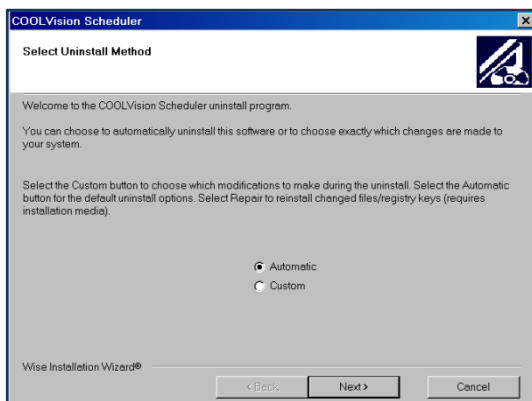 COOLVision Scheduler
Select Uninstall Method
Welcome to the COOLVision Scheduler uninstall program.
You can choose to automatically uninstall this software or to choose exactly which changes are made to
your system.
Select the Custom button to choose which modifications to make during the uninstall. Select the Automatic
button for the default uninstall options. Select Repair to reinstall changed files/registry keys (requires
installation media).
Automatic
Custom
Wise Installation Wizard®
< Back
Next >
Cancel